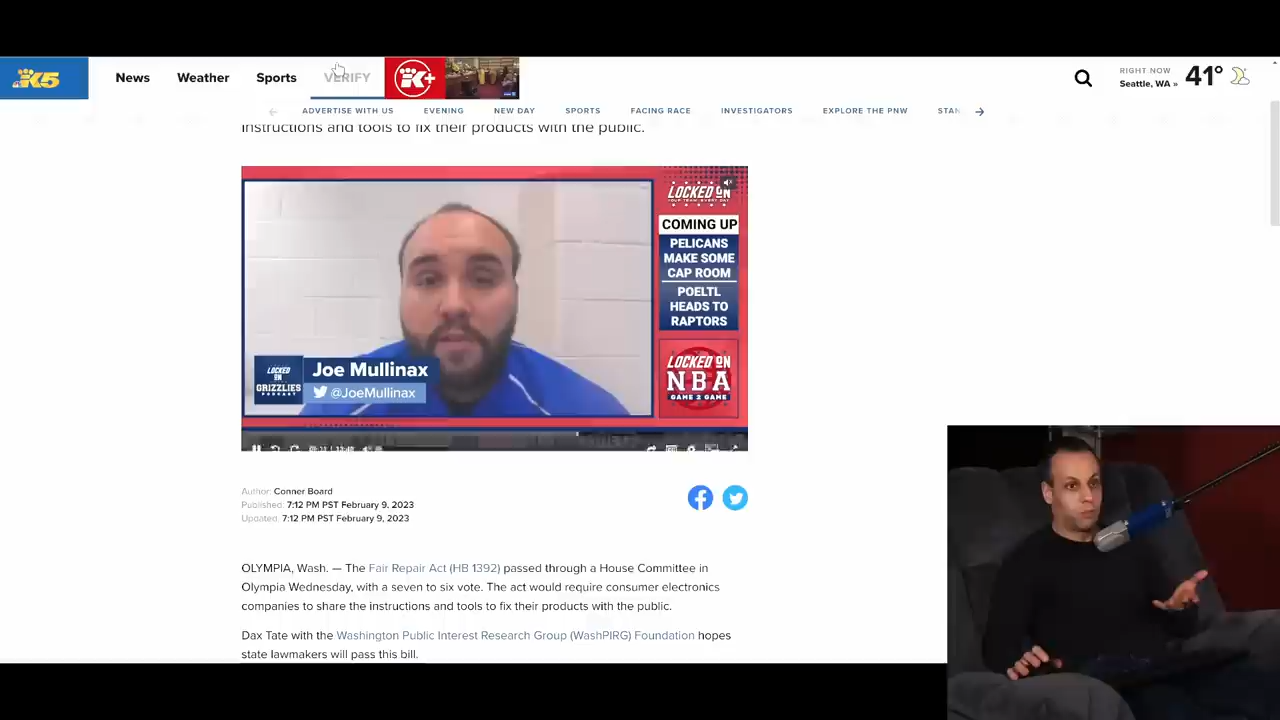 K5
News
Weather
Sports
VERIFY
K+
RIGHT NOW
Seattle, WA »
41°
ADVERTISE WITH US
EVENING
NEW DAY
SPORTS
FACING RACE
INVESTIGATORS
EXPLORE THE PNW
STAN
instructions and tools to fix their products with the public.
LOCKED ON
COMING UP
PELICANS
MAKE SOME
CAP ROOM
POELTL
HEADS TO
RAPTORS
LOCKED ON
NBA
GAME 2 GAME
LOCKED
ON
GRIZZLIES
PODCAST
Joe Mullinax
@JoeMullinax
Author: Conner Board
Published: 7:12 PM PST February 9, 2023
Updated: 7:12 PM PST February 9, 2023
OLYMPIA, Wash. — The Fair Repair Act (HB 1392) passed through a House Committee in
Olympia Wednesday, with a seven to six vote. The act would require consumer electronics
companies to share the instructions and tools to fix their products with the public.
Dax Tate with the Washington Public Interest Research Group (WashPIRG) Foundation hopes
state lawmakers will pass this bill.